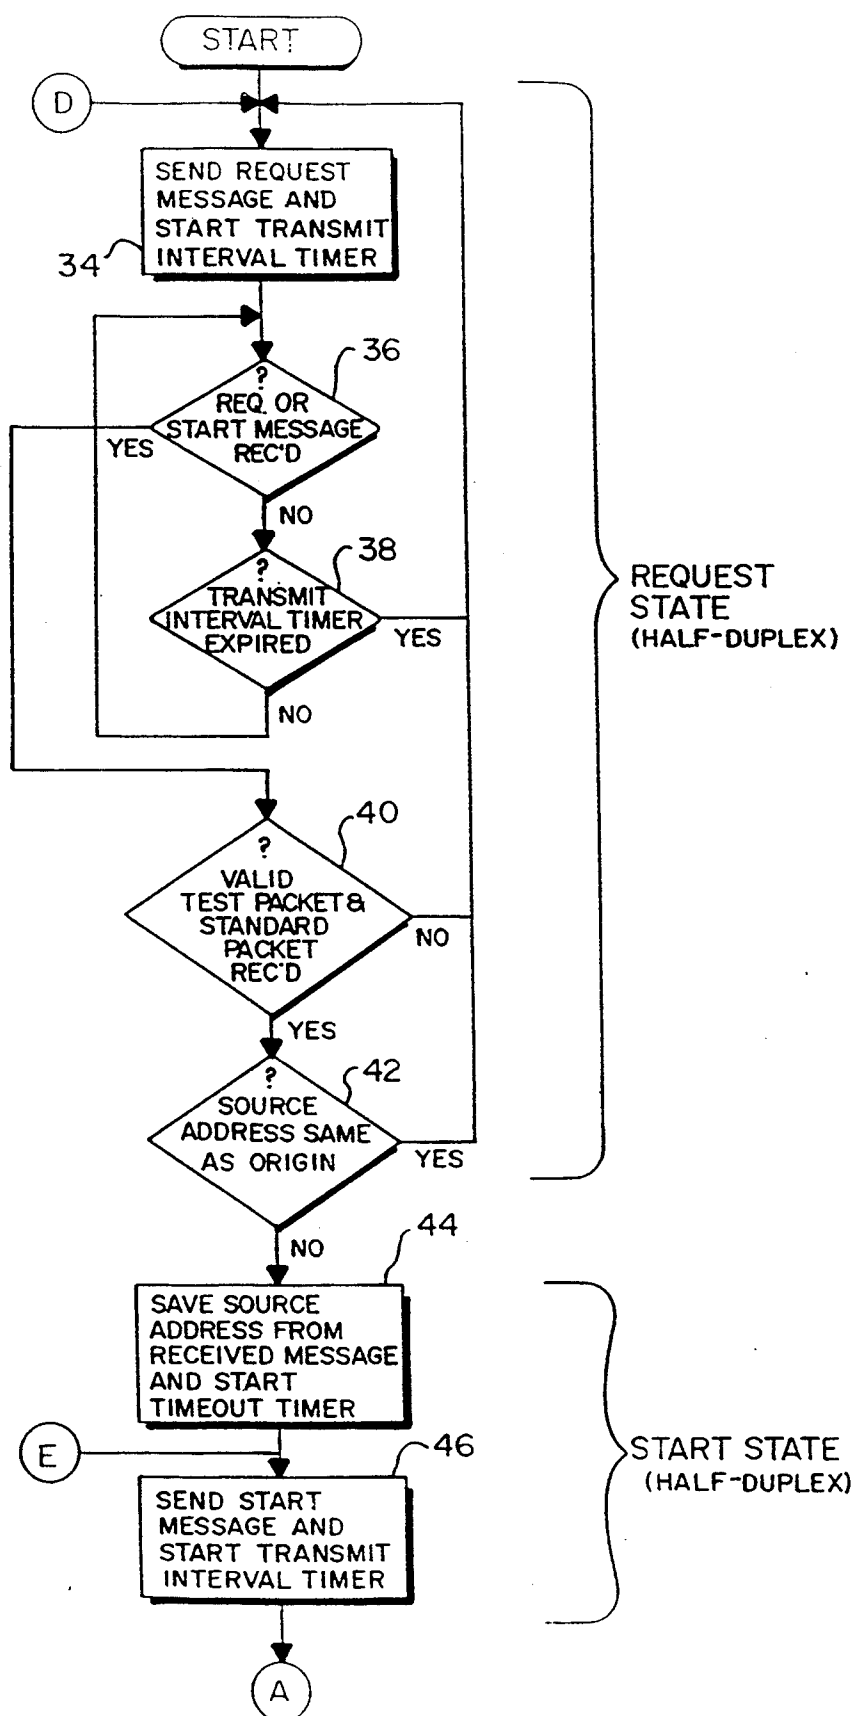 START
D
SEND REQUEST
MESSAGE AND
START TRANSMIT
INTERVAL TIMER
34
36
?
REQ. OR
START MESSAGE
REC'D
YES
NO
38
?
TRANSMIT
INTERVAL TIMER
EXPIRED
YES
NO
REQUEST
STATE
(HALF-DUPLEX)
40
?
VALID
TEST PACKET &
STANDARD
PACKET
REC'D
NO
YES
42
?
SOURCE
ADDRESS SAME
AS ORIGIN
YES
NO
44
SAVE SOURCE
ADDRESS FROM
RECEIVED MESSAGE
AND START
TIMEOUT TIMER
E
46
START STATE
(HALF-DUPLEX)
SEND START
MESSAGE AND
START TRANSMIT
INTERVAL TIMER
A